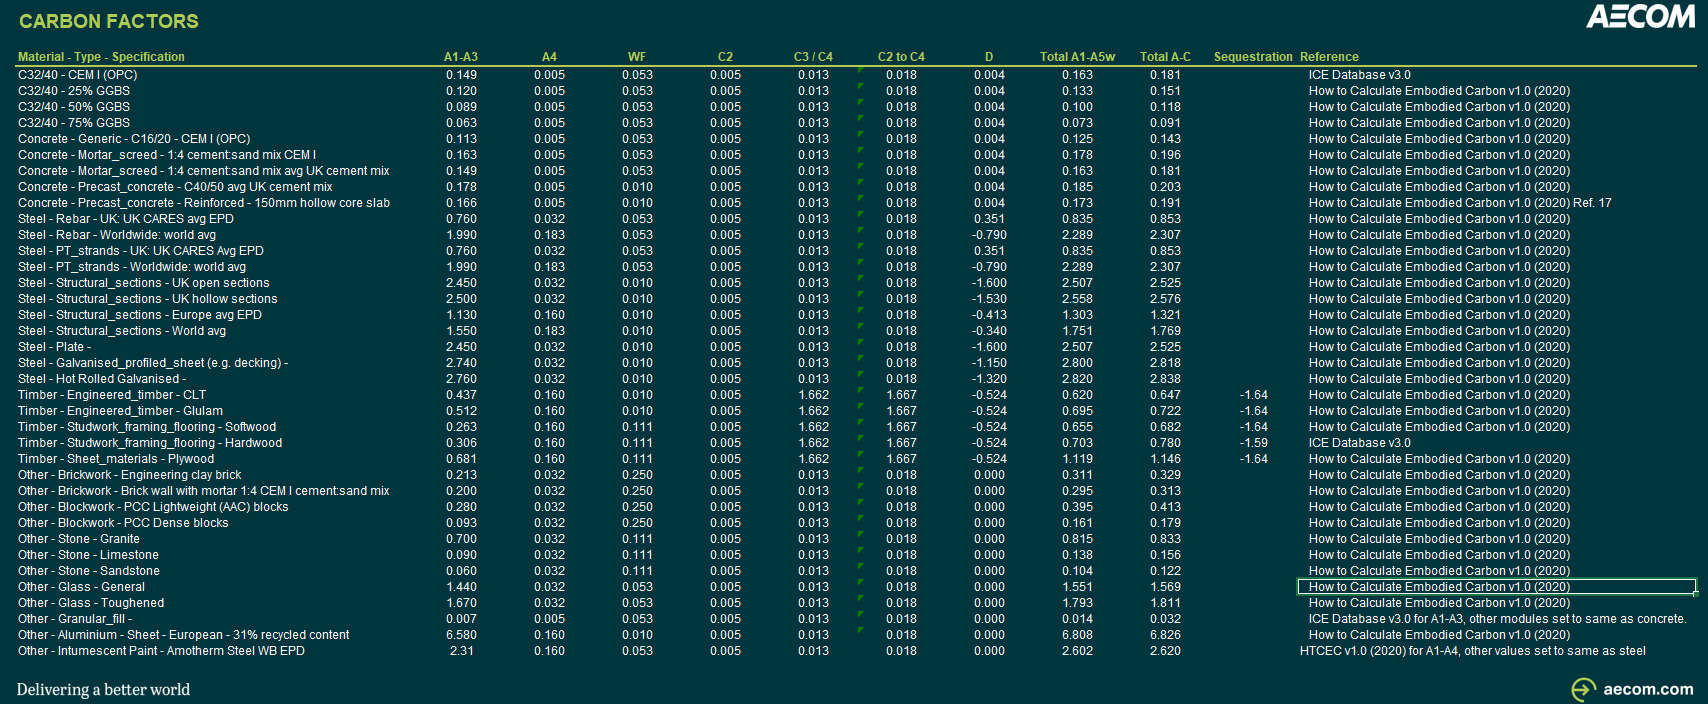 CARBON FACTORS
AECOM
Material - Type - Specification A1-A3 A4 WF C2 C3 / C4 C2 to C4 D Total A1-A5w Total A-C Sequestration Reference
C32/40 - CEM I (OPC) 0.149 0.005 0.053 0.005 0.013 0.018 0.004 0.163 0.181 ICE Database v3.0
C32/40 - 25% GGBS 0.120 0.005 0.053 0.005 0.013 0.018 0.004 0.133 0.151 How to Calculate Embodied Carbon v1.0 (2020)
C32/40 - 50% GGBS 0.089 0.005 0.053 0.005 0.013 0.018 0.004 0.100 0.118 How to Calculate Embodied Carbon v1.0 (2020)
C32/40 - 75% GGBS 0.063 0.005 0.053 0.005 0.013 0.018 0.004 0.073 0.091 How to Calculate Embodied Carbon v1.0 (2020)
Concrete - Generic - C16/20 - CEM I (OPC) 0.113 0.005 0.053 0.005 0.013 0.018 0.004 0.125 0.143 How to Calculate Embodied Carbon v1.0 (2020)
Concrete - Mortar_screed - 1:4 cement:sand mix CEM I 0.163 0.005 0.053 0.005 0.013 0.018 0.004 0.178 0.196 How to Calculate Embodied Carbon v1.0 (2020)
Concrete - Mortar_screed - 1:4 cement:sand mix avg UK cement mix 0.149 0.005 0.053 0.005 0.013 0.018 0.004 0.163 0.181 How to Calculate Embodied Carbon v1.0 (2020)
Concrete - Precast_concrete - C40/50 avg UK cement mix 0.178 0.005 0.010 0.005 0.013 0.018 0.004 0.185 0.203 How to Calculate Embodied Carbon v1.0 (2020)
Concrete - Precast_concrete - Reinforced - 150mm hollow core slab 0.166 0.005 0.010 0.005 0.013 0.018 0.004 0.173 0.191 How to Calculate Embodied Carbon v1.0 (2020) Ref. 17
Steel - Rebar - UK: UK CARES avg EPD 0.760 0.032 0.053 0.005 0.013 0.018 0.351 0.835 0.853 How to Calculate Embodied Carbon v1.0 (2020)
Steel - Rebar - Worldwide: world avg 1.990 0.183 0.053 0.005 0.013 0.018 -0.790 2.289 2.307 How to Calculate Embodied Carbon v1.0 (2020)
Steel - PT_strands - UK: UK CARES Avg EPD 0.760 0.032 0.053 0.005 0.013 0.018 0.351 0.835 0.853 How to Calculate Embodied Carbon v1.0 (2020)
Steel - PT_strands - Worldwide: world avg 1.990 0.183 0.053 0.005 0.013 0.018 -0.790 2.289 2.307 How to Calculate Embodied Carbon v1.0 (2020)
Steel - Structural_sections - UK open sections 2.450 0.032 0.010 0.005 0.013 0.018 -1.600 2.507 2.525 How to Calculate Embodied Carbon v1.0 (2020)
Steel - Structural_sections - UK hollow sections 2.500 0.032 0.010 0.005 0.013 0.018 -1.530 2.558 2.576 How to Calculate Embodied Carbon v1.0 (2020)
Steel - Structural_sections - Europe avg EPD 1.130 0.160 0.010 0.005 0.013 0.018 -0.413 1.303 1.321 How to Calculate Embodied Carbon v1.0 (2020)
Steel - Structural_sections - World avg 1.550 0.183 0.010 0.005 0.013 0.018 -0.340 1.751 1.769 How to Calculate Embodied Carbon v1.0 (2020)
Steel - Plate - 2.450 0.032 0.010 0.005 0.013 0.018 -1.600 2.507 2.525 How to Calculate Embodied Carbon v1.0 (2020)
Steel - Galvanised_profiled_sheet (e.g. decking) - 2.740 0.032 0.010 0.005 0.013 0.018 -1.150 2.800 2.818 How to Calculate Embodied Carbon v1.0 (2020)
Steel - Hot Rolled Galvanised - 2.760 0.032 0.010 0.005 0.013 0.018 -1.320 2.820 2.838 How to Calculate Embodied Carbon v1.0 (2020)
Timber - Engineered_timber - CLT 0.437 0.160 0.010 0.005 1.662 1.667 -0.524 0.620 0.647 -1.64 How to Calculate Embodied Carbon v1.0 (2020)
Timber - Engineered_timber - Glulam 0.512 0.160 0.010 0.005 1.662 1.667 -0.524 0.695 0.722 -1.64 How to Calculate Embodied Carbon v1.0 (2020)
Timber - Studwork_framing_flooring - Softwood 0.263 0.160 0.111 0.005 1.662 1.667 -0.524 0.655 0.682 -1.64 How to Calculate Embodied Carbon v1.0 (2020)
Timber - Studwork_framing_flooring - Hardwood 0.306 0.160 0.111 0.005 1.662 1.667 -0.524 0.703 0.780 -1.59 ICE Database v3.0
Timber - Sheet_materials - Plywood 0.681 0.160 0.111 0.005 1.662 1.667 -0.524 1.119 1.146 -1.64 How to Calculate Embodied Carbon v1.0 (2020)
Other - Brickwork - Engineering clay brick 0.213 0.032 0.250 0.005 0.013 0.018 0.000 0.311 0.329 How to Calculate Embodied Carbon v1.0 (2020)
Other - Brickwork - Brick wall with mortar 1:4 CEM I cement:sand mix 0.200 0.032 0.250 0.005 0.013 0.018 0.000 0.295 0.313 How to Calculate Embodied Carbon v1.0 (2020)
Other - Blockwork - PCC Lightweight (AAC) blocks 0.280 0.032 0.250 0.005 0.013 0.018 0.000 0.395 0.413 How to Calculate Embodied Carbon v1.0 (2020)
Other - Blockwork - PCC Dense blocks 0.093 0.032 0.250 0.005 0.013 0.018 0.000 0.161 0.179 How to Calculate Embodied Carbon v1.0 (2020)
Other - Stone - Granite 0.700 0.032 0.111 0.005 0.013 0.018 0.000 0.815 0.833 How to Calculate Embodied Carbon v1.0 (2020)
Other - Stone - Limestone 0.090 0.032 0.111 0.005 0.013 0.018 0.000 0.138 0.156 How to Calculate Embodied Carbon v1.0 (2020)
Other - Stone - Sandstone 0.060 0.032 0.111 0.005 0.013 0.018 0.000 0.104 0.122 How to Calculate Embodied Carbon v1.0 (2020)
Other - Glass - General 1.440 0.032 0.053 0.005 0.013 0.018 0.000 1.551 1.569 How to Calculate Embodied Carbon v1.0 (2020)
Other - Glass - Toughened 1.670 0.032 0.053 0.005 0.013 0.018 0.000 1.793 1.811 How to Calculate Embodied Carbon v1.0 (2020)
Other - Granular_fill - 0.007 0.005 0.053 0.005 0.013 0.018 0.000 0.014 0.032 ICE Database v3.0 for A1-A3, other modules set to same as concrete.
Other - Aluminium - Sheet - European - 31% recycled content 6.580 0.160 0.010 0.005 0.013 0.018 0.000 6.808 6.826 How to Calculate Embodied Carbon v1.0 (2020)
Other - Intumescent Paint - Amotherm Steel WB EPD 2.31 0.160 0.053 0.005 0.013 0.018 0.000 2.602 2.620 HTCEC v1.0 (2020) for A1-A4, other values set to same as steel
Delivering a better world
aecom.com